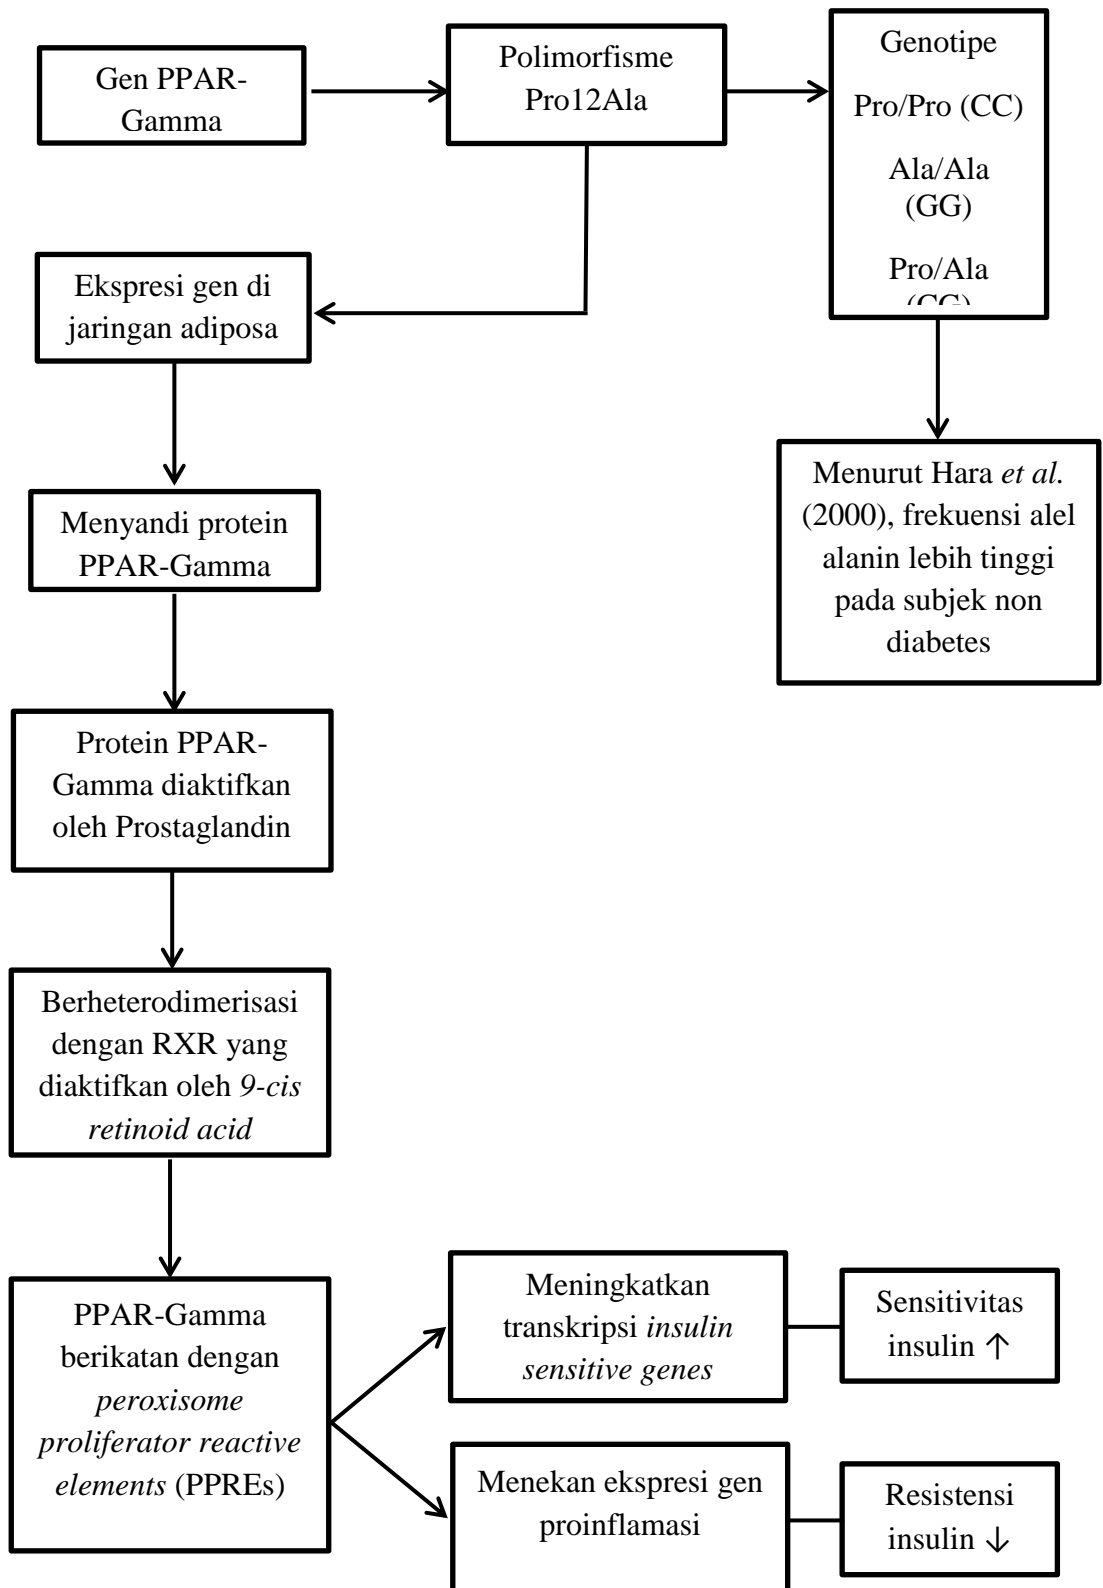 Gen PPAR-
Gamma
Polimorfisme
Pro12Ala
Genotipe
Pro/Pro (CC)
Ala/Ala
(GG)
Pro/Ala
(CG)
Ekspresi gen di
jaringan adiposa
Menyandi protein
PPAR-Gamma
Menurut Hara et al.
(2000), frekuensi alel
alanin lebih tinggi
pada subjek non
diabetes
Protein PPAR-
Gamma diaktifkan
oleh Prostaglandin
Berheterodimerisasi
dengan RXR yang
diaktifkan oleh 9-cis
retinoid acid
PPAR-Gamma
berikatan dengan
peroxisome
proliferator reactive
elements (PPREs)
Meningkatkan
transkripsi insulin
sensitive genes
Sensitivitas
insulin ↑
Menekan ekspresi gen
proinflamasi
Resistensi
insulin ↓